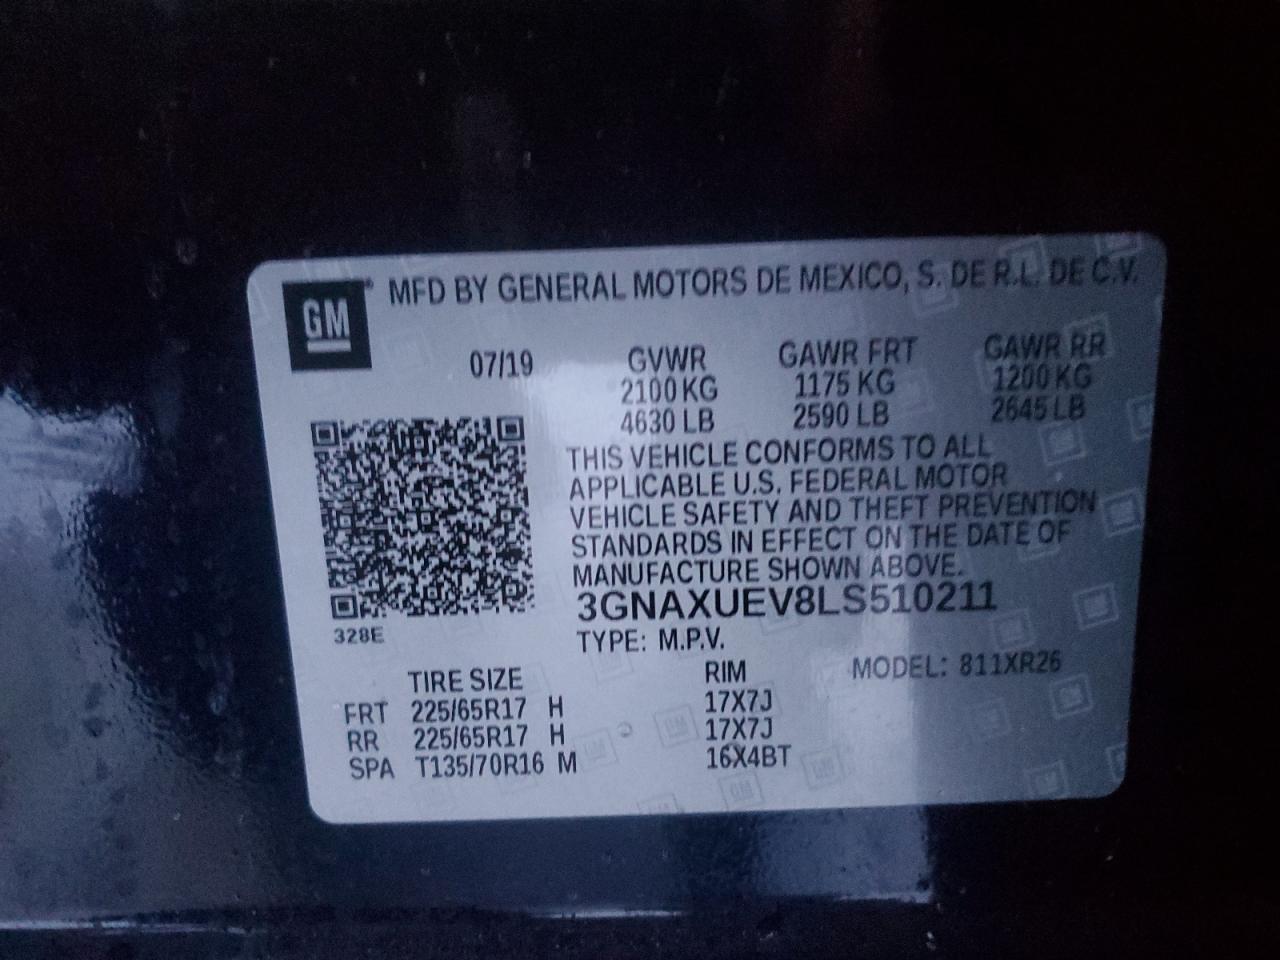 GM® MFD BY GENERAL MOTORS DE MEXICO, S. DE R.L. DE C.V.
07/19 GVWR GAWR FRT GAWR RR
2100 KG 1175 KG 1200 KG
4630 LB 2590 LB 2645 LB
THIS VEHICLE CONFORMS TO ALL
APPLICABLE U.S. FEDERAL MOTOR
VEHICLE SAFETY AND THEFT PREVENTION
STANDARDS IN EFFECT ON THE DATE OF
MANUFACTURE SHOWN ABOVE.
3GNAXUEV8LS510211
328E
TYPE: M.P.V.
TIRE SIZE RIM MODEL: 811XR26
FRT 225/65R17 H 17X7J
RR 225/65R17 H 17X7J
SPA T135/70R16 M 16X4BT